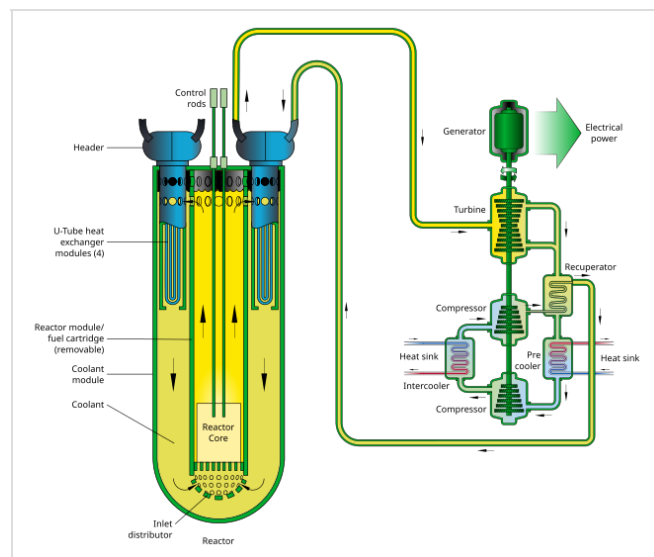 Control
rods
Header
U-Tube heat
exchanger
modules (4)
Reactor module/
fuel cartridge
(removable)
Coolant
module
Coolant
Reactor
Core
Inlet
distributor
Reactor
Generator
Electrical
power
Turbine
Recuperator
Compressor
Heat sink
Pre
cooler
Heat sink
Intercooler
Compressor